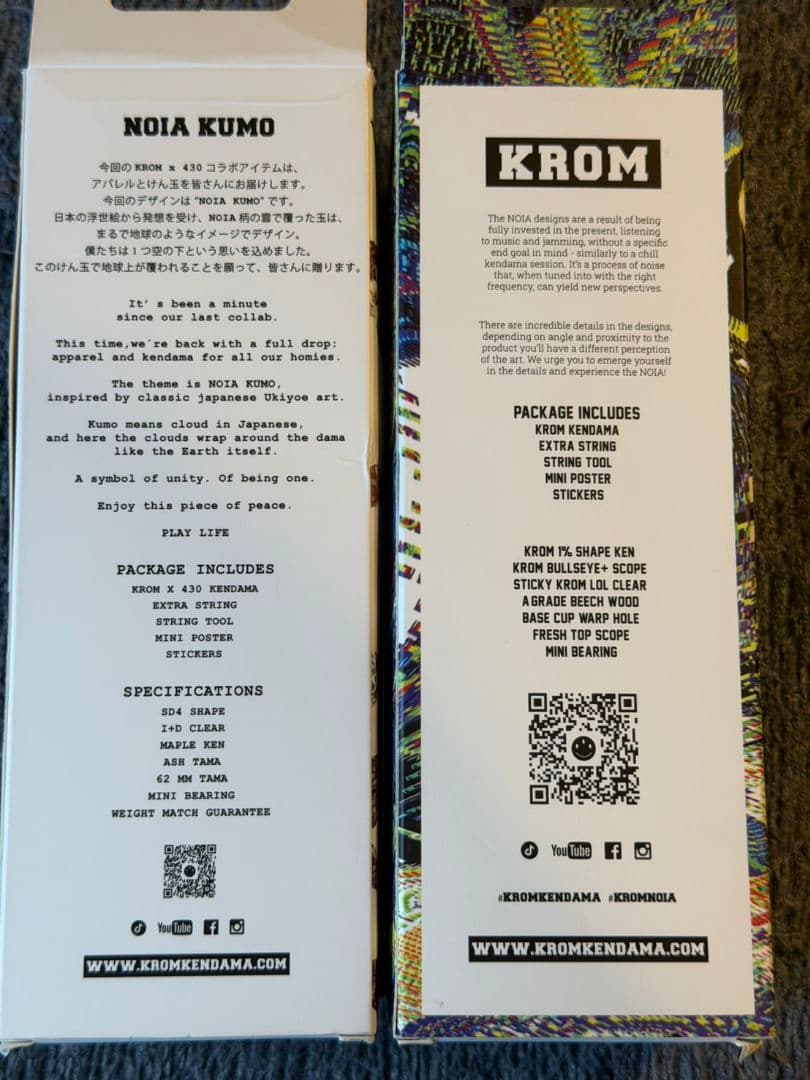 NOIA KUMO
今回の KROM x 430 コラボアイテムは、
アパレルとけん玉を皆さんにお届けします。
今回のデザインは "NOIA KUMO" です。
日本の浮世絵から発想を受け、NOIA 柄の雲で覆った玉は、
まるで地球のようなイメージでデザイン。
僕たちは 1 つ空の下という思いを込めました。
このけん玉で地球上が覆われることを願って、皆さんに贈ります。
It' s been a minute
since our last collab.
This time,we´re back with a full drop:
apparel and kendama for all our homies.
The theme is NOIA KUMO,
inspired by classic japanese Ukiyoe art.
Kumo means cloud in Japanese,
and here the clouds wrap around the dama
like the Earth itself.
A symbol of unity. Of being one.
Enjoy this piece of peace.
PLAY LIFE
PACKAGE INCLUDES
KROM X 430 KENDAMA
EXTRA STRING
STRING TOOL
MINI POSTER
STICKERS
SPECIFICATIONS
SD4 SHAPE
I+D CLEAR
MAPLE KEN
ASH TAMA
62 MM TAMA
MINI BEARING
WEIGHT MATCH GUARANTEE
YouTube
WWW.KROMKENDAMA.COM
KROM
The NOIA designs are a result of being
fully invested in the present, listening
to music and jamming, without a specific
end goal in mind - similarly to a chill
kendama session. It's a process of noise
that, when tuned into with the right
frequency, can yield new perspectives.
There are incredible details in the designs,
depending on angle and proximity to the
product you'll have a different perception
of the art. We urge you to emerge yourself
in the details and experience the NOIA!
PACKAGE INCLUDES
KROM KENDAMA
EXTRA STRING
STRING TOOL
MINI POSTER
STICKERS
KROM 1% SHAPE KEN
KROM BULLSEYE+ SCOPE
STICKY KROM LOL CLEAR
A GRADE BEECH WOOD
BASE CUP WARP HOLE
FRESH TOP SCOPE
MINI BEARING
YouTube
#KROMKENDAMA #KROMNOIA
WWW.KROMKENDAMA.COM